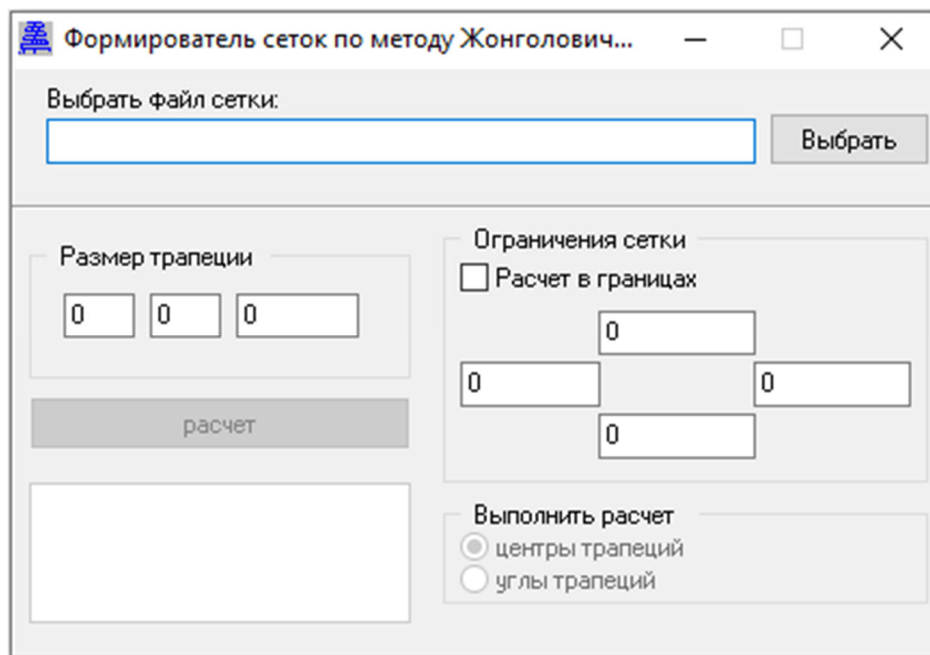 Формирователь сеток по методу Жонголович...
Выбрать файл сетки:
Выбрать
Размер трапеции
0 0 0
расчет
Ограничения сетки
Расчет в границах
0
0 0
0
Выполнить расчет
центры трапеций
углы трапеций